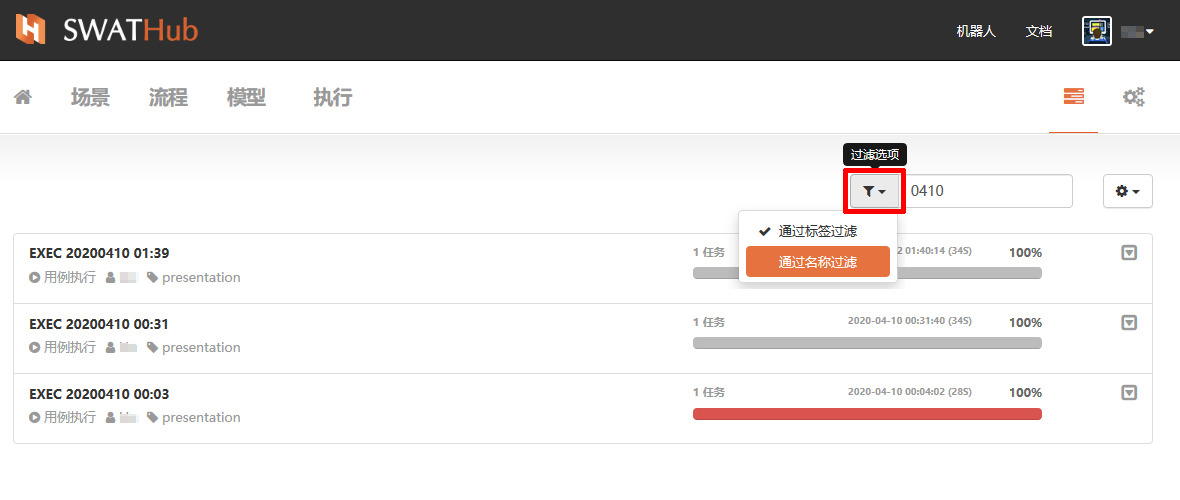 SWATHub 机器人 文档
场景 流程 模型 执行
过滤选项
0410
通过标签过滤
通过名称过滤
EXEC 20200410 01:39 1 任务 01:40:14 (34S) 100%
用例执行 presentation
EXEC 20200410 00:31 1 任务 2020-04-10 00:31:40 (34S) 100%
用例执行 presentation
EXEC 20200410 00:03 1 任务 2020-04-10 00:04:02 (28S) 100%
用例执行 presentation